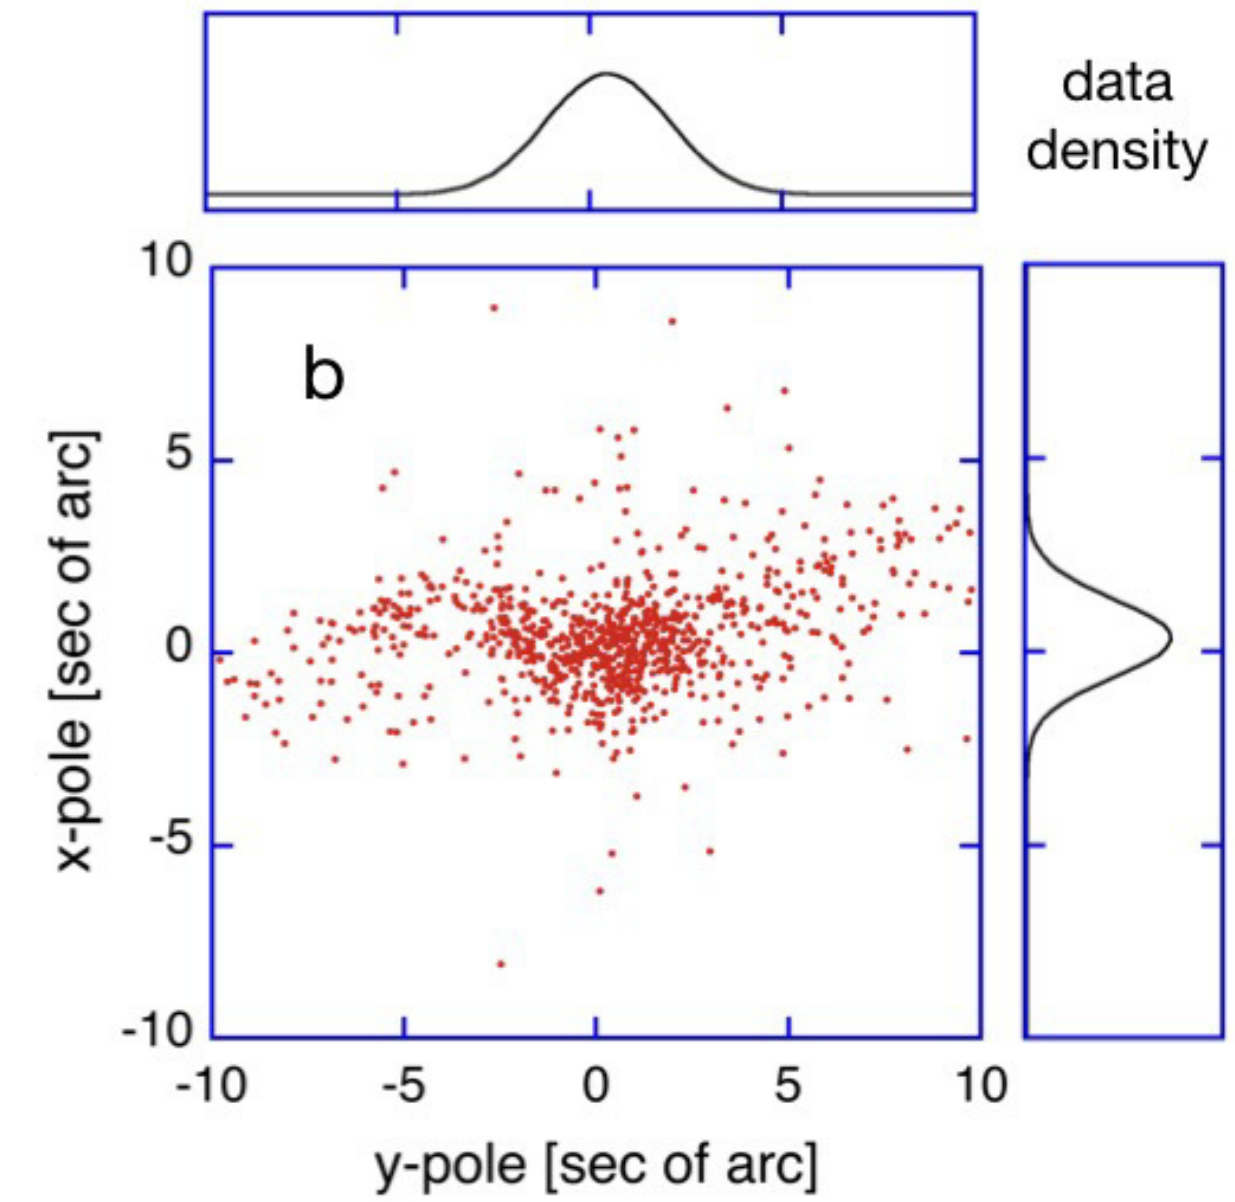 data
density
b
10
5
0
-5
-10
x-pole [sec of arc]
-10 -5 0 5 10
y-pole [sec of arc]